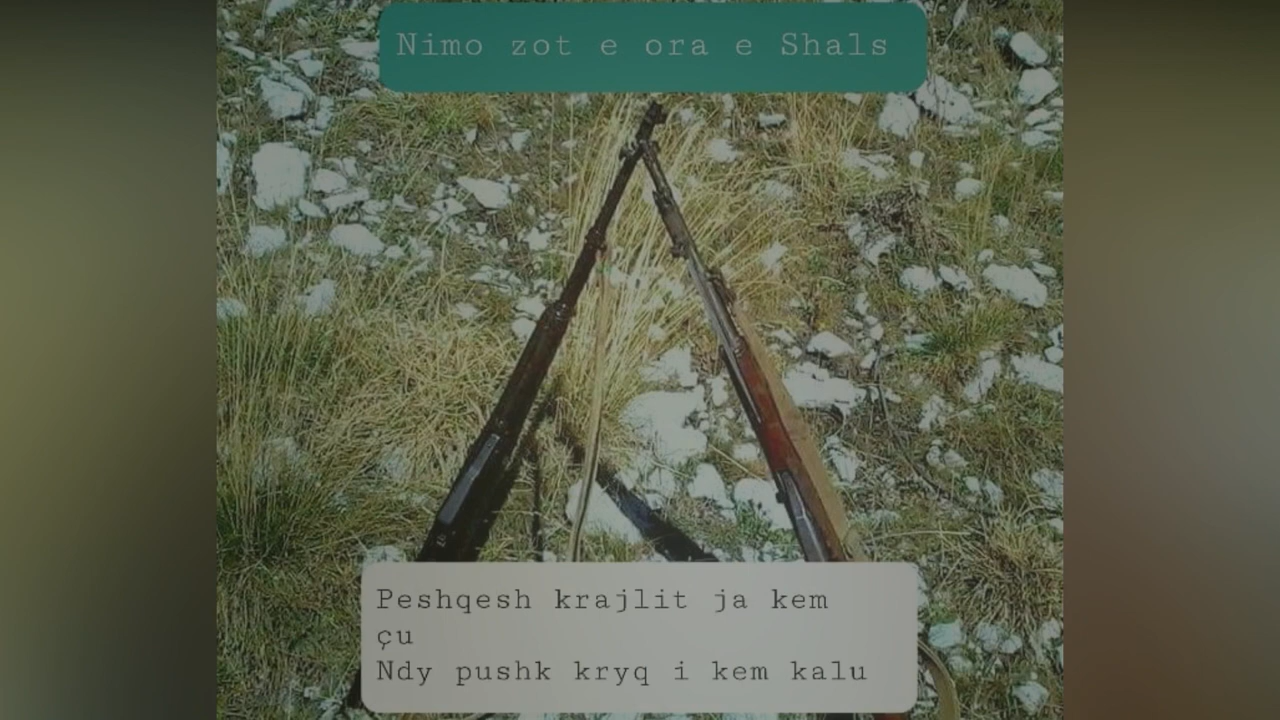 Nimo zot e ora e Shals
Peshqesh krajlit ja kem
çu
Ndy pushk kryq i kem kalu